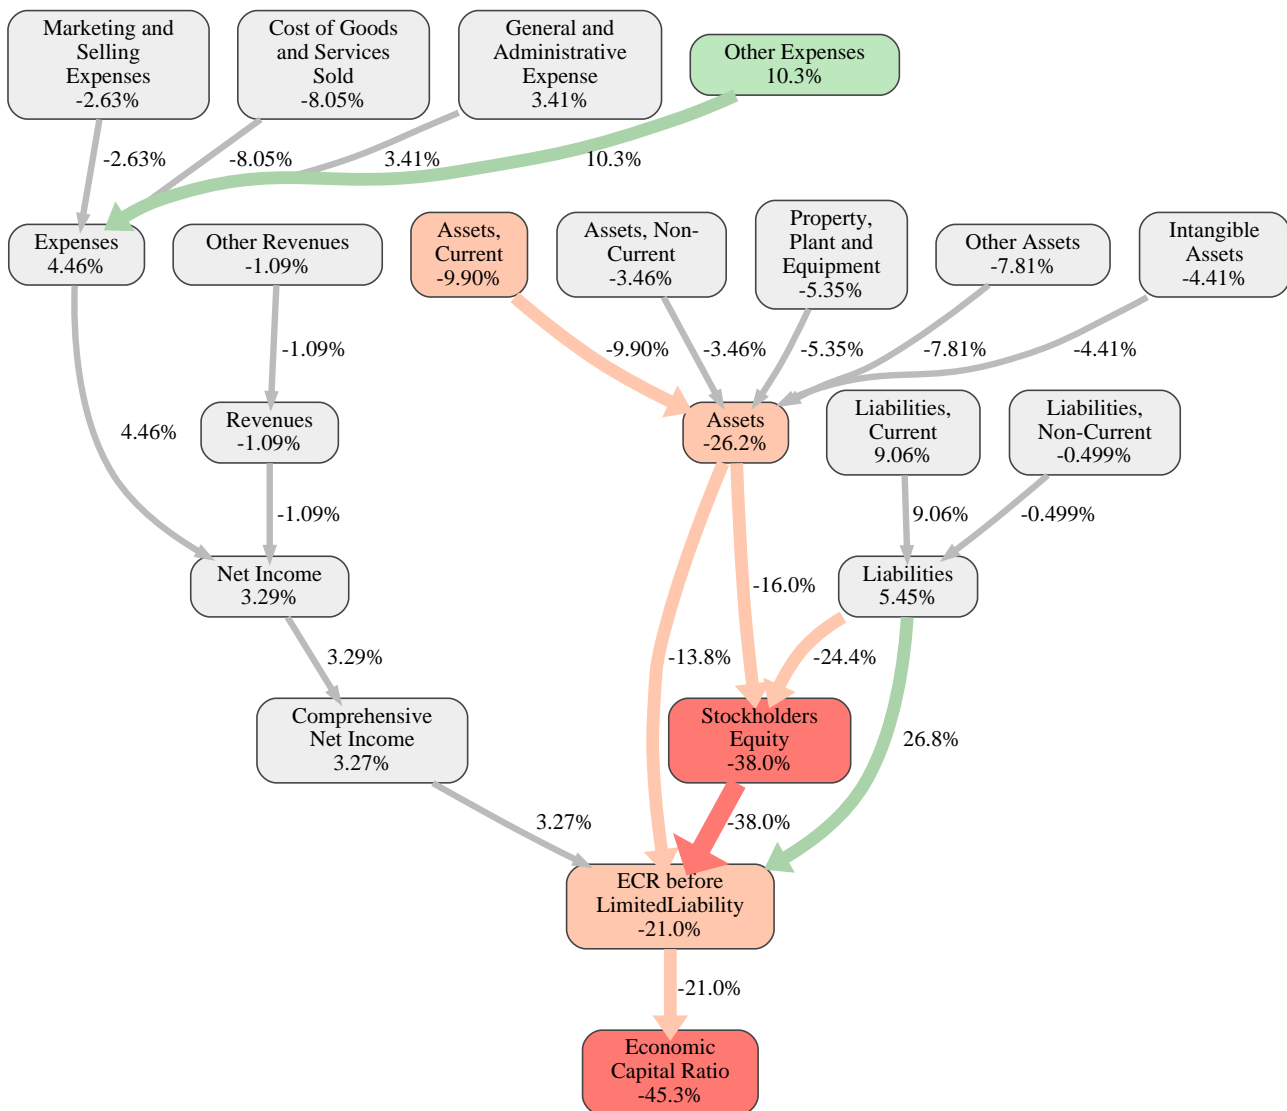 Marketing and
Selling
Expenses
-2.63%
Cost of Goods
and Services
Sold
-8.05%
General and
Administrative
Expense
3.41%
Other Expenses
10.3%
-2.63%
-8.05%
3.41%
10.3%
Expenses
4.46%
Other Revenues
-1.09%
Assets,
Current
-9.90%
Assets, Non-
Current
-3.46%
Property,
Plant and
Equipment
-5.35%
Other Assets
-7.81%
Intangible
Assets
-4.41%
-1.09%
-9.90%
-3.46%
-5.35%
-7.81%
-4.41%
4.46%
Revenues
-1.09%
Assets
-26.2%
Liabilities,
Current
9.06%
Liabilities,
Non-Current
-0.499%
-1.09%
9.06%
-0.499%
Net Income
3.29%
-16.0%
Liabilities
5.45%
3.29%
-13.8%
-24.4%
Comprehensive
Net Income
3.27%
Stockholders
Equity
-38.0%
26.8%
3.27%
-38.0%
ECR before
LimitedLiability
-21.0%
-21.0%
Economic
Capital Ratio
-45.3%